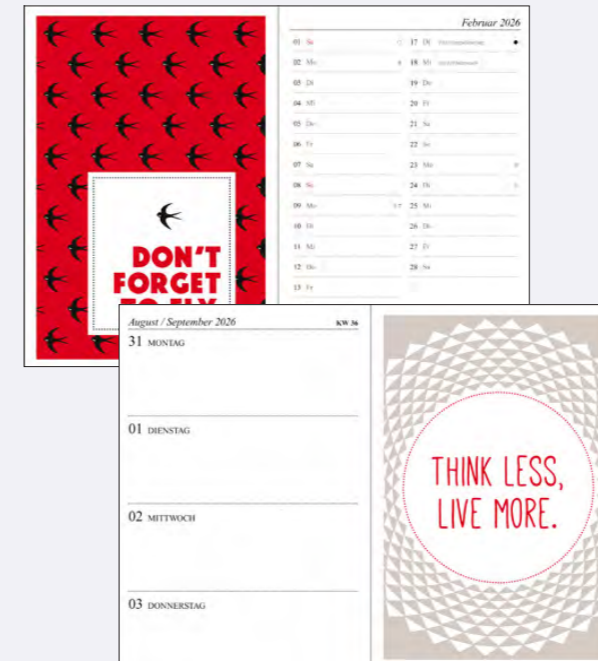 DON'T
FORGET
TO FLY
Februar 2026
01 So
02 Mo 6
03 Di
04 Mi
05 Do
06 Fr
07 Sa
08 So
09 Mo
10 Di
11 Mi
12 Do
13 Fr
17 Di
18 Mi
19 Do
20 Fr
21 Sa
22 So
23 Mo
24 Di
25 Mi
26 Do
27 Fr
28 Sa
August / September 2026 KW 36
31 MONTAG
01 DIENSTAG
02 MITTWOCH
03 DONNERSTAG
THINK LESS,
LIVE MORE.